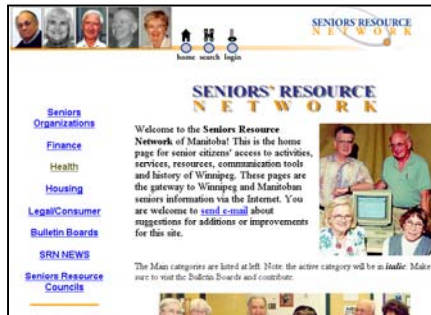 SENIORS' RESOURCE
NETWORK
home search login
SENIORS' RESOURCE
NETWORK
Seniors
Organizations
Finance
Health
Housing
Legal/Consumer
Bulletin Boards
SRN NEWS
Seniors Resource
Councils
Welcome to the Seniors Resource
Network of Manitoba! This is the home
page for senior citizens' access to activities,
services, resources, communication tools
and history of Winnipeg. These pages are
the gateway to Winnipeg and Manitoban
seniors information via the Internet. You
are welcome to send e-mail about
suggestions for additions or improvements
for this site.
The Main categories are listed at left. Note: the active category will be in italic. Make
sure to visit the Bulletin Boards and contribute.